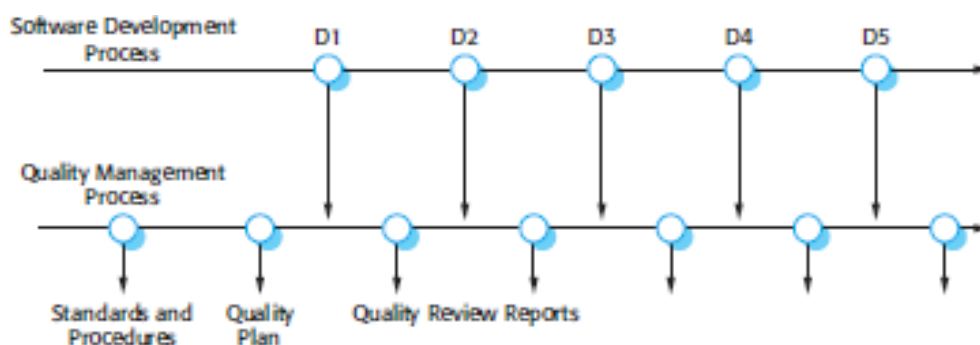 Software Development
Process
D1
D2
D3
D4
D5
Quality Management
Process
Standards and
Procedures
Quality
Plan
Quality Review Reports